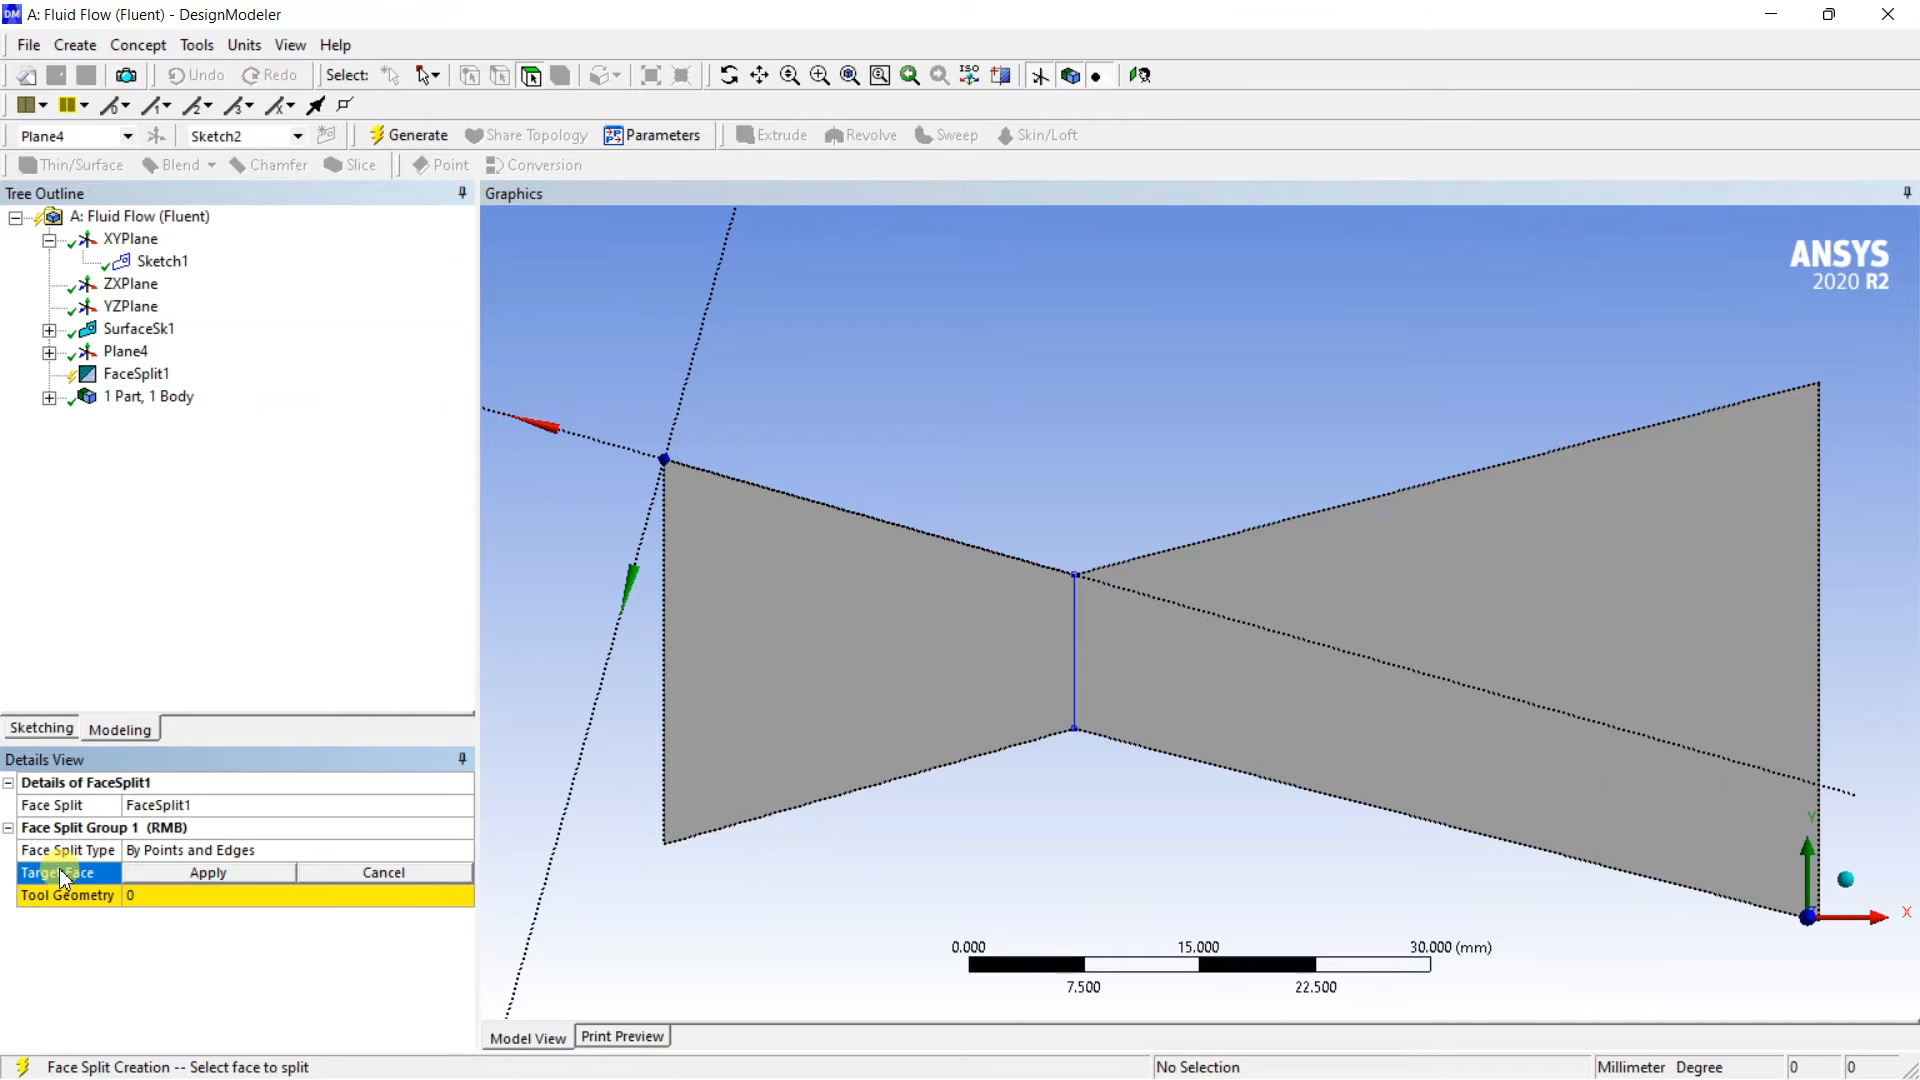 DM A: Fluid Flow (Fluent) - DesignModeler
File Create Concept Tools Units View Help
Undo Redo Select: ISO
Plane4 Sketch2 Generate Share Topology Parameters Extrude Revolve Sweep Skin/Loft
Thin/Surface Blend Chamfer Slice Point Conversion
Tree Outline
A: Fluid Flow (Fluent)
XYPlane
Sketch1
ZXPlane
YZPlane
SurfaceSk1
Plane4
FaceSplit1
1 Part, 1 Body
Sketching Modeling
Details View
Details of FaceSplit1
Face Split FaceSplit1
Face Split Group 1 (RMB)
Face Split Type By Points and Edges
Target Face Apply Cancel
Tool Geometry 0
Graphics
ANSYS
2020 R2
Y
X
0.000 15.000 30.000 (mm)
7.500 22.500
Model View Print Preview
Face Split Creation -- Select face to split No Selection Millimeter Degree 0 0